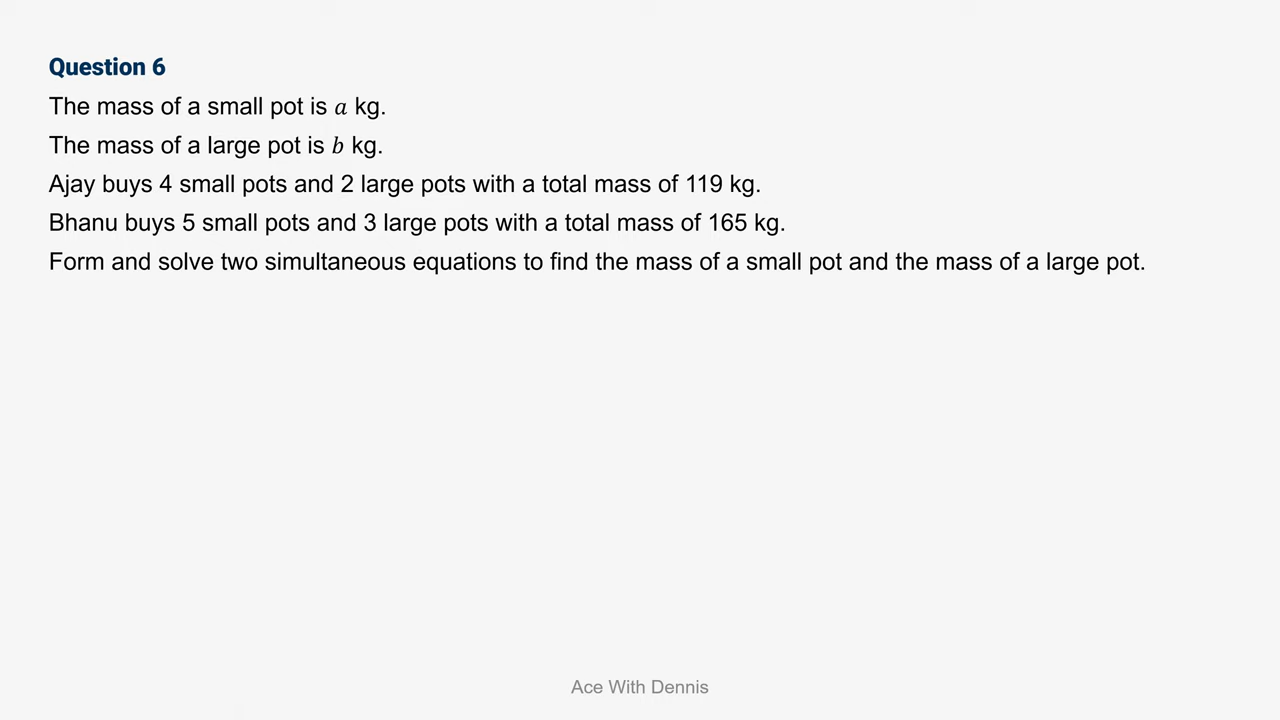 Question 6
The mass of a small pot is a kg.
The mass of a large pot is b kg.
Ajay buys 4 small pots and 2 large pots with a total mass of 119 kg.
Bhanu buys 5 small pots and 3 large pots with a total mass of 165 kg.
Form and solve two simultaneous equations to find the mass of a small pot and the mass of a large pot.
Ace With Dennis